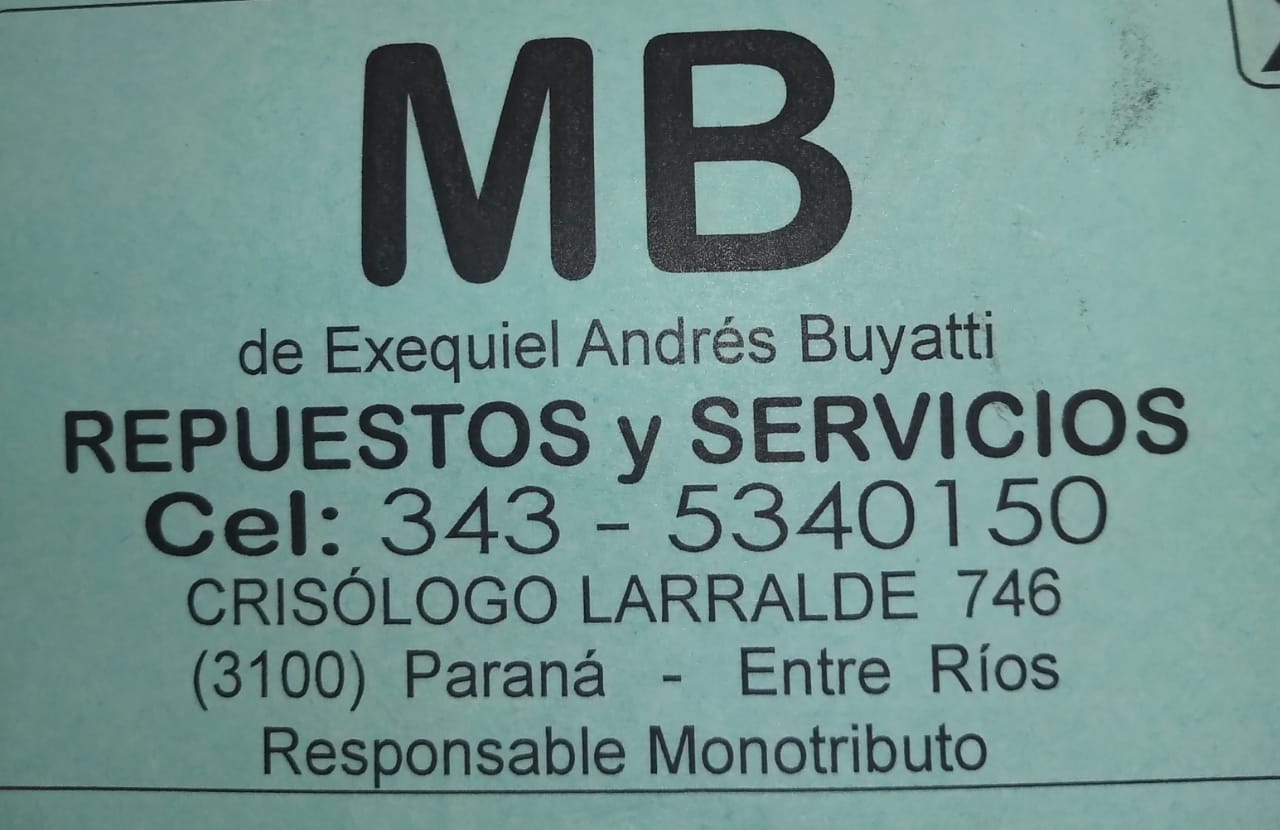 MB
de Exequiel Andrés Buyatti
REPUESTOS y SERVICIOS
Cel: 343 - 5340150
CRISÓLOGO LARRALDE 746
(3100) Paraná - Entre Ríos
Responsable Monotributo